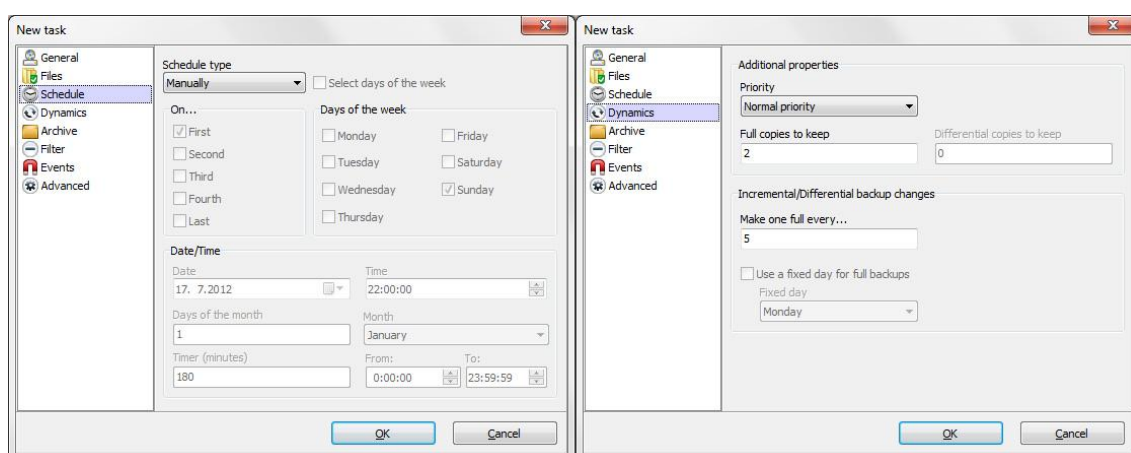 New task
General
Files
Schedule
Dynamics
Archive
Filter
Events
Advanced
Schedule type
Manually
Select days of the week
On...
First
Second
Third
Fourth
Last
Days of the week
Monday
Friday
Tuesday
Saturday
Wednesday
Sunday
Thursday
Date/Time
Date
Time
17. 7.2012
22:00:00
Days of the month
Month
1
January
Timer (minutes)
From:
To:
180
0:00:00
23:59:59
OK
Cancel
New task
General
Files
Schedule
Dynamics
Archive
Filter
Events
Advanced
Additional properties
Priority
Normal priority
Full copies to keep
Differential copies to keep
2
0
Incremental/Differential backup changes
Make one full every...
5
Use a fixed day for full backups
Fixed day
Monday
OK
Cancel